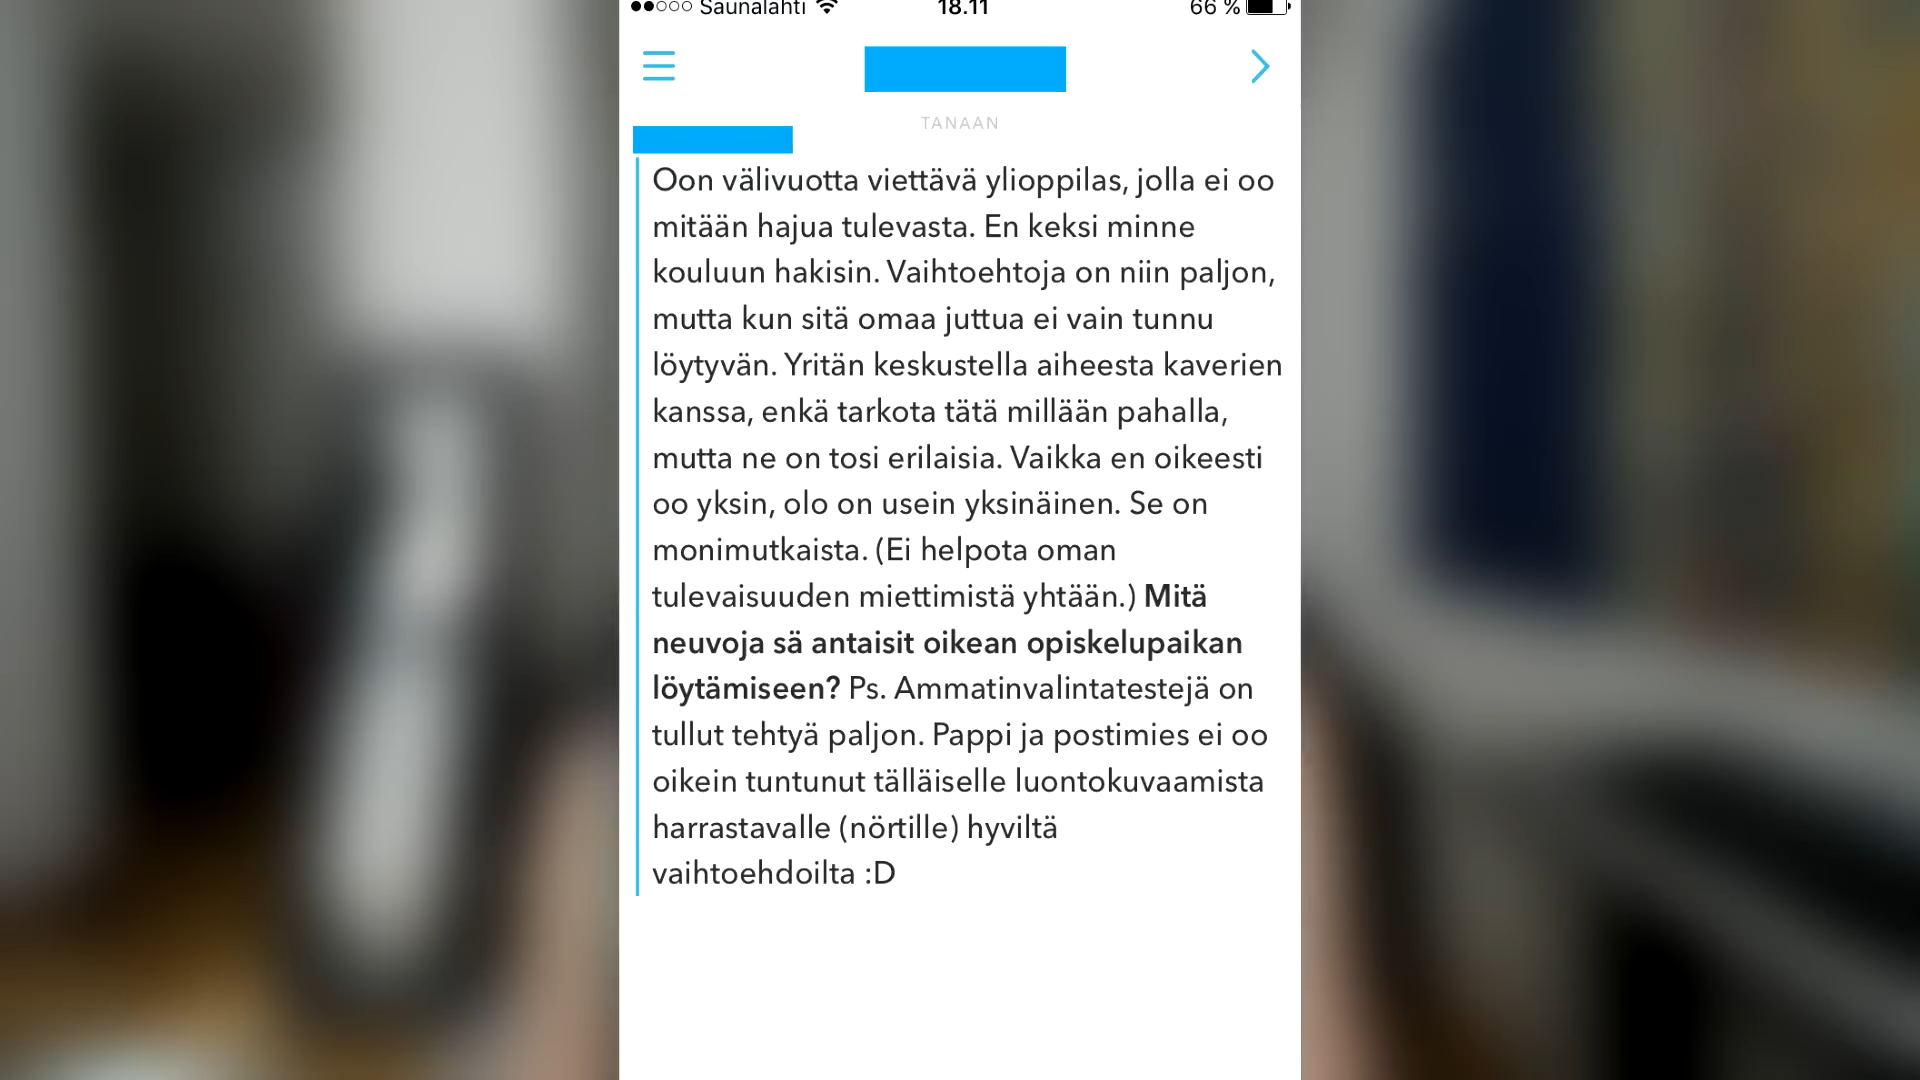 Saunalahti 18.11 66 %
TANAAN
Oon välivuotta viettävä ylioppilas, jolla ei oo
mitään hajua tulevasta. En keksi minne
kouluun hakisin. Vaihtoehtoja on niin paljon,
mutta kun sitä omaa juttua ei vain tunnu
löytyvän. Yritän keskustella aiheesta kaverien
kanssa, enkä tarkota tätä millään pahalla,
mutta ne on tosi erilaisia. Vaikka en oikeesti
oo yksin, olo on usein yksinäinen. Se on
monimutkaista. (Ei helpota oman
tulevaisuuden miettimistä yhtään.) Mitä
neuvoja sä antaisit oikean opiskelupaikan
löytämiseen? Ps. Ammatinvalintatestejä on
tullut tehtyä paljon. Pappi ja postimies ei oo
oikein tuntunut tälläiselle luontokuvaamista
harrastavalle (nörtille) hyviltä
vaihtoehdoilta :D